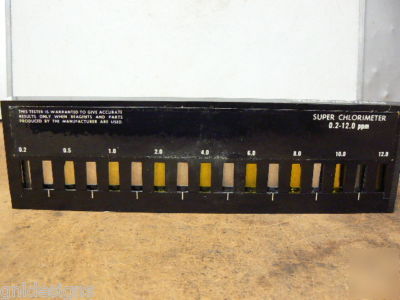 THIS TESTER IS WARRANTED TO GIVE ACCURATE
RESULTS ONLY WHEN REAGENTS AND PARTS
PRODUCED BY THE MANUFACTURER ARE USED.
SUPER CHLORIMETER
0.2-12.0 ppm
0.2 0.5 1.0 2.0 4.0 6.0 8.0 10.0 12.0